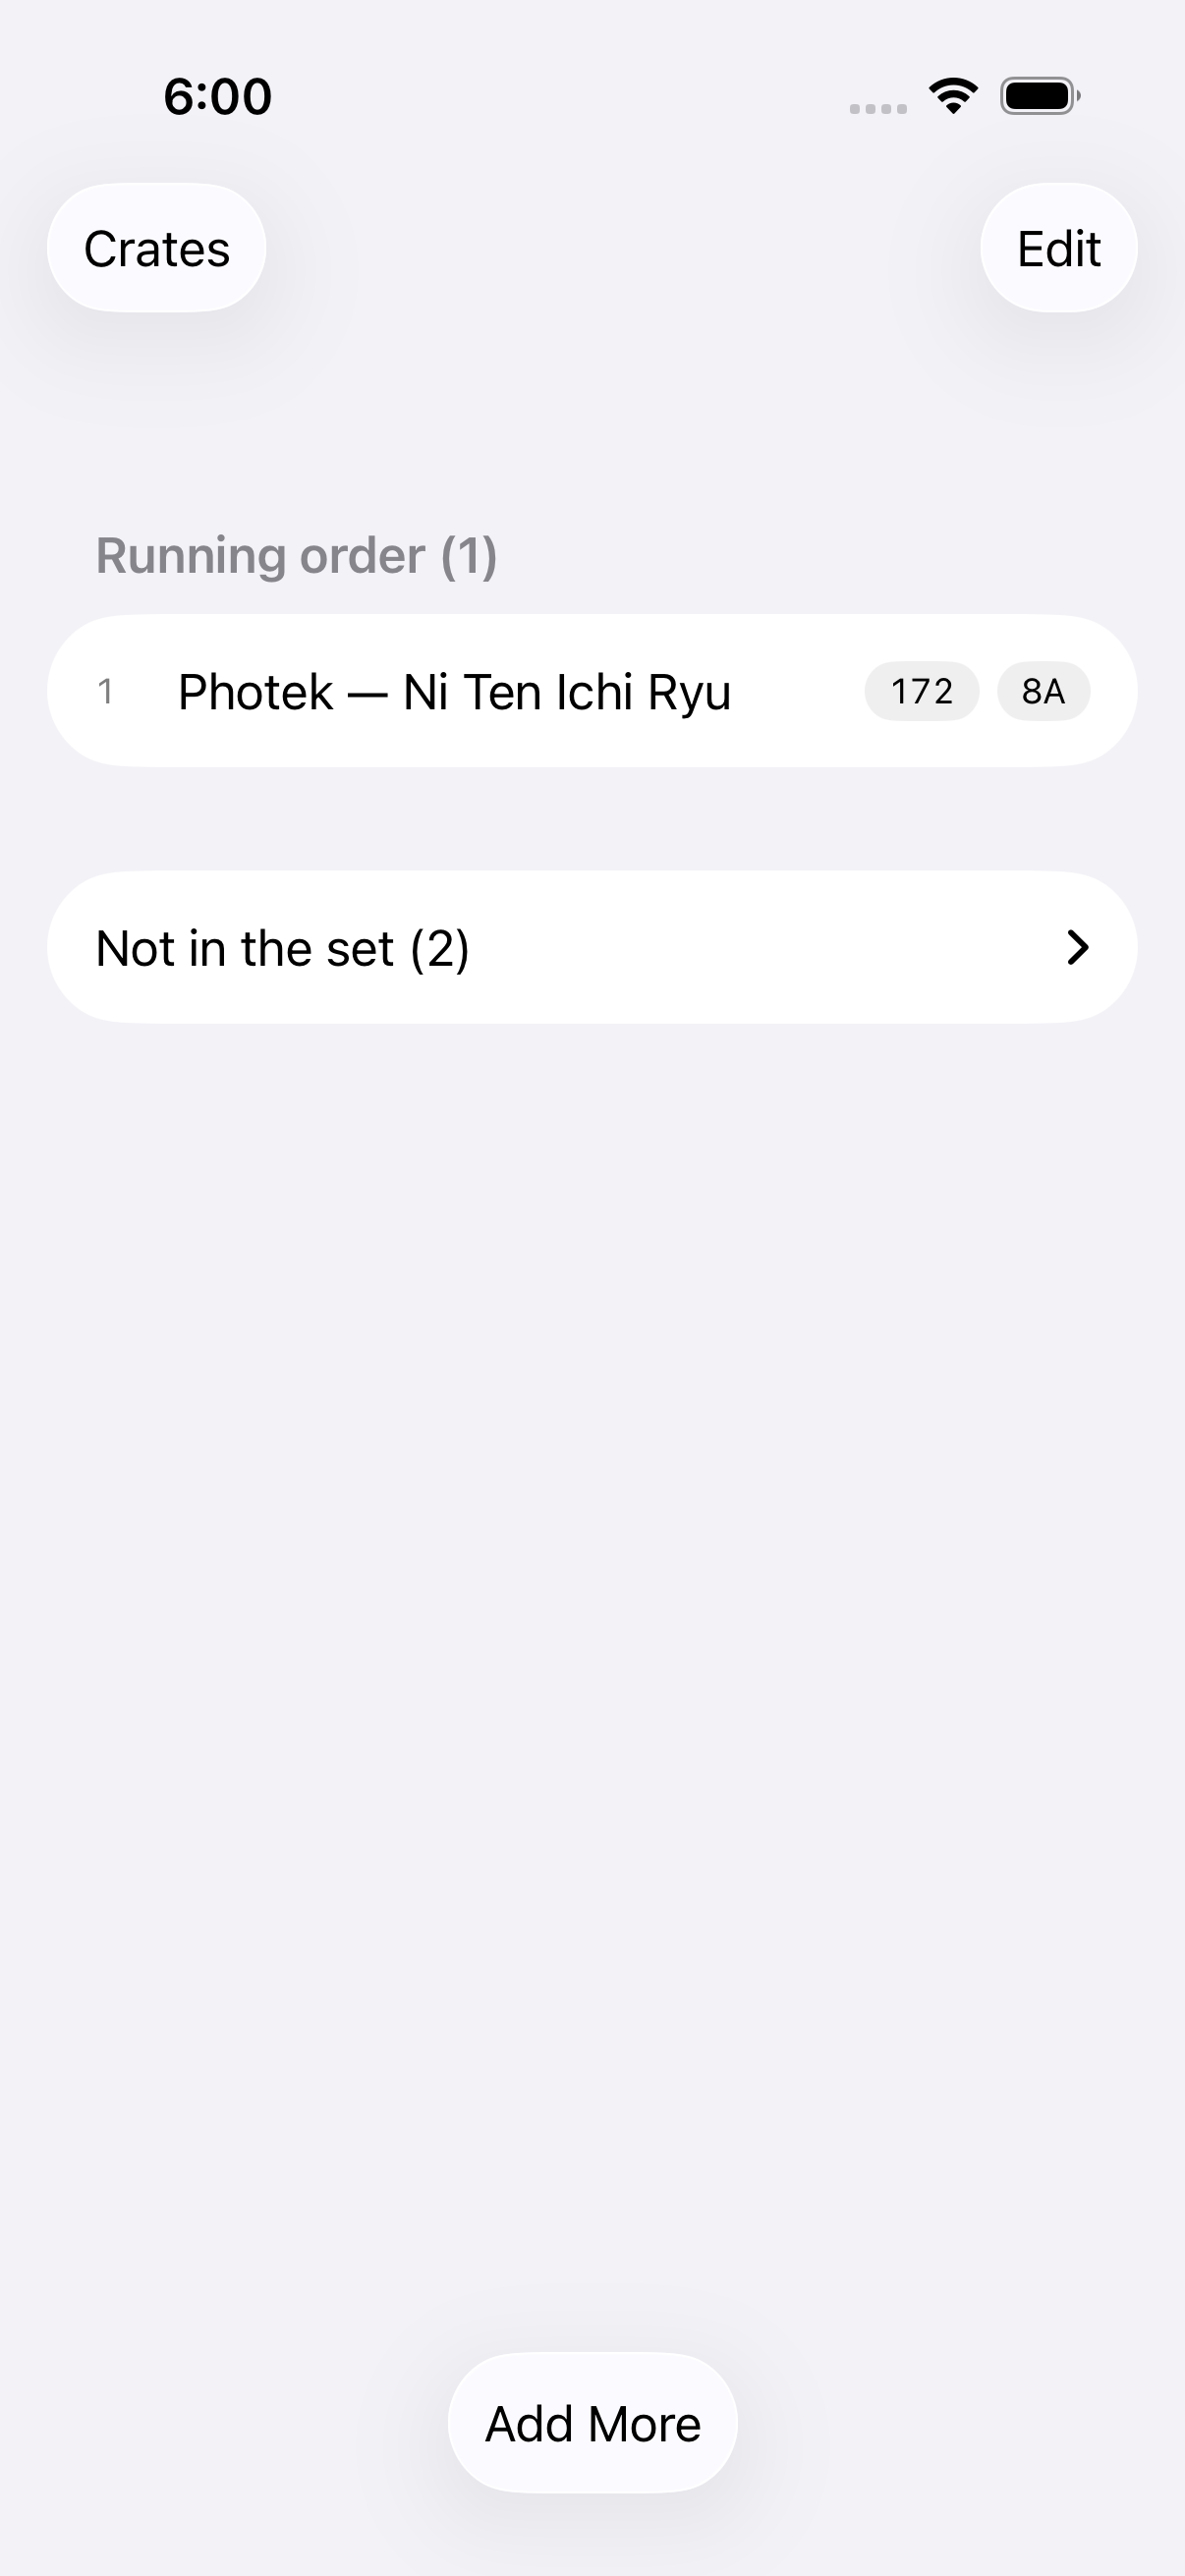 6:00
Crates
Edit
Running order (1)
1 Photek — Ni Ten Ichi Ryu 172 8A
Not in the set (2)
Add More